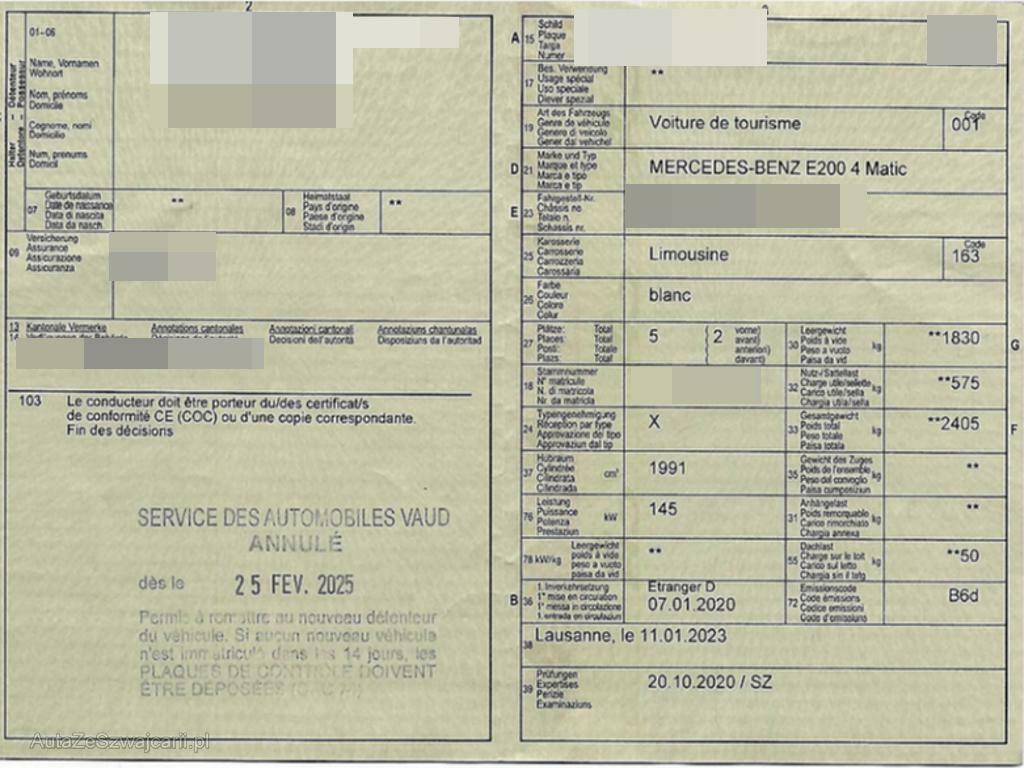 2
01-06
Halter – Détenteur
Detentore – Possessur
Name, Vornamen
Wohnort
Nom, prénoms
Domicile
Cognome, nomi
Domicilio
Num, prenums
Domicil
07
Geburtsdatum
Date de naissance
Data di nascita
Data da nasch.
**
08
Heimatstaat
Pays d'origine
Paese d'origine
Stadi d'origin
**
09
Versicherung
Assurance
Assicurazione
Assicuranza
13
14
Kantonale Vermerke
Annotations cantonales
Décisions de l'autorité
Annotazioni cantonali
Decisioni dell'autorità
Annotaziuns chantunalas
Disposiziuns da l'autoritad
103 Le conducteur doit être porteur du/des certificat/s
de conformité CE (COC) ou d'une copie correspondante.
Fin des décisions
SERVICE DES AUTOMOBILES VAUD
ANNULÉ
dès le 25 FEV. 2025
Permis à remettre au nouveau détenteur
du véhicule. Si aucun nouveau véhicule
n'est immatriculé dans les 14 jours, les
PLAQUES DE CONTRÔLE DOIVENT
ÊTRE DÉPOSÉES
AutaZeSzwajcarii.pl
A 15
Schild
Plaque
Targa
Numer
17
Bes. Verwendung
Usage spécial
Uso speciale
Diever spezial
**
19
Art des Fahrzeugs
Genre de véhicule
Genere di veicolo
Gener dal vehichel
Voiture de tourisme
Code
001
D 21
Marke und Typ
Marque et type
Marca e tipo
Marca e tip
MERCEDES-BENZ E200 4 Matic
E 23
Fahrgestell-Nr.
Châssis no
Telaio n.
Schassis nr.
25
Karosserie
Carrosserie
Carrozzeria
Carossaria
Limousine
Code
163
26
Farbe
Couleur
Colore
Colur
blanc
27
Plätze: Total
Places: Total
Posti: Totale
Plazs: Total
5
2
vorne)
avant)
anteriori)
davant)
30
Leergewicht
Poids à vide
Peso a vuoto
Paisa da vid
kg
**1830
G
18
Stammnummer
N° matricule
N. di matricola
Nr. da matricla
32
Nutz-/Sattellast
Charge utile/sellette
Carico utile/sella
Chargia utila/sella
kg
**575
24
Typengenehmigung
Réception par type
Approvazione del tipo
Approvaziun dal tip
X
33
Gesamtgewicht
Poids total
Peso totale
Paisa totala
kg
**2405
F
37
Hubraum
Cylindrée
Cilindrata
Cilindrada
cm³
1991
35
Gewicht des Zuges
Poids de l'ensemble
Peso del convoglio
Paisa cumposiziun
kg
**
76
Leistung
Puissance
Potenza
Prestaziun
kW
145
31
Anhängelast
Poids remorquable
Carico rimorchiato
Chargia annexa
kg
**
78 kW/kg
Leergewicht
poids à vide
peso a vuoto
paisa da vid
**
55
Dachlast
Charge sur le toit
Carico sul tetto
Chargia sin il tetg
kg
**50
B 36
1. Inverkehrsetzung
1re mise en circulation
1a messa in circolazione
1. entrada en circulaziun
Etranger D
07.01.2020
72
Emissionscode
Code émissions
Codice emissioni
Code d'emissiuns
B6d
38
Lausanne, le 11.01.2023
39
Prüfungen
Expertises
Perizie
Examinaziuns
20.10.2020 / SZ